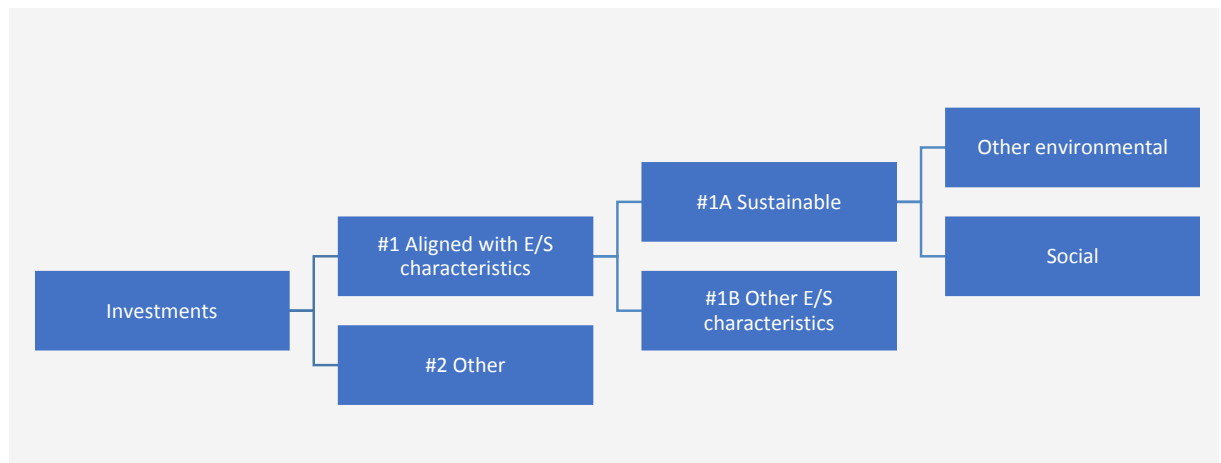 Investments
#1 Aligned with E/S
characteristics
#2 Other
#1A Sustainable
#1B Other E/S
characteristics
Other environmental
Social